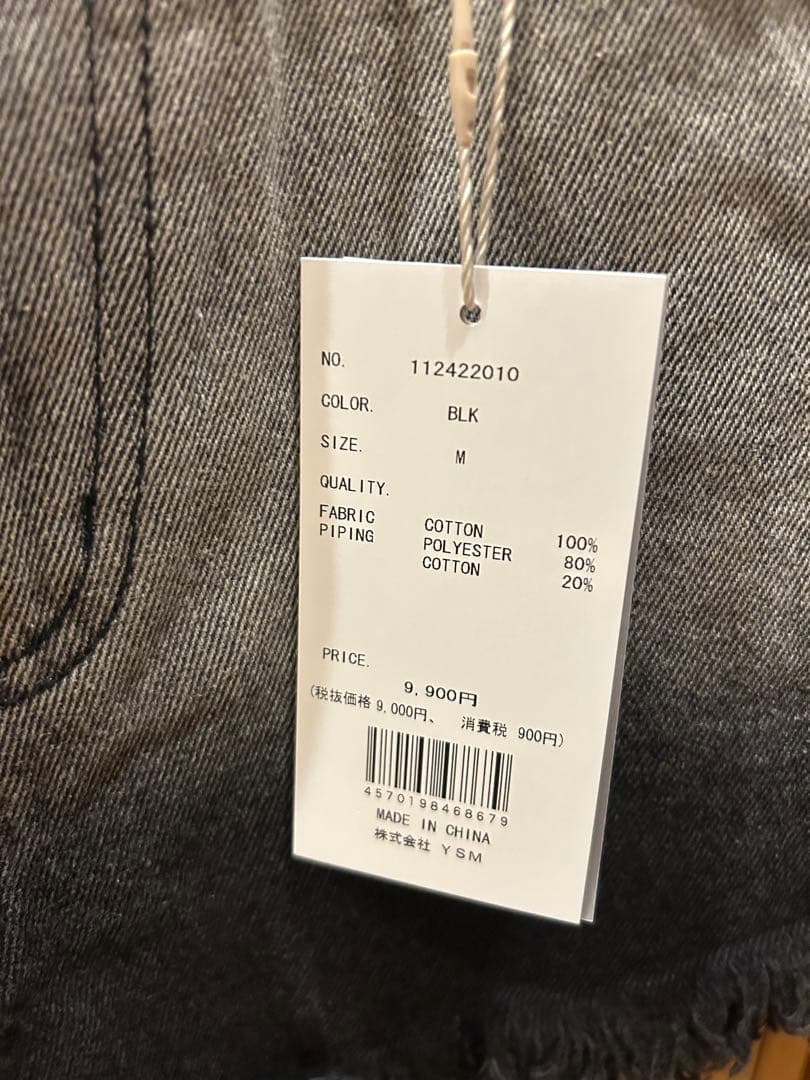 NO. 112422010
COLOR. BLK
SIZE. M
QUALITY.
FABRIC COTTON 100%
PIPING POLYESTER 80%
COTTON 20%
PRICE.
9,900円
(税抜価格 9,000円、 消費税 900円)
4570198468679
MADE IN CHINA
株式会社 YSM